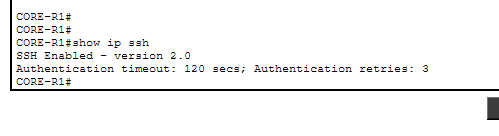 CORE-R1#
CORE-R1#
CORE-R1#show ip ssh
SSH Enabled - version 2.0
Authentication timeout: 120 secs; Authentication retries: 3
CORE-R1#